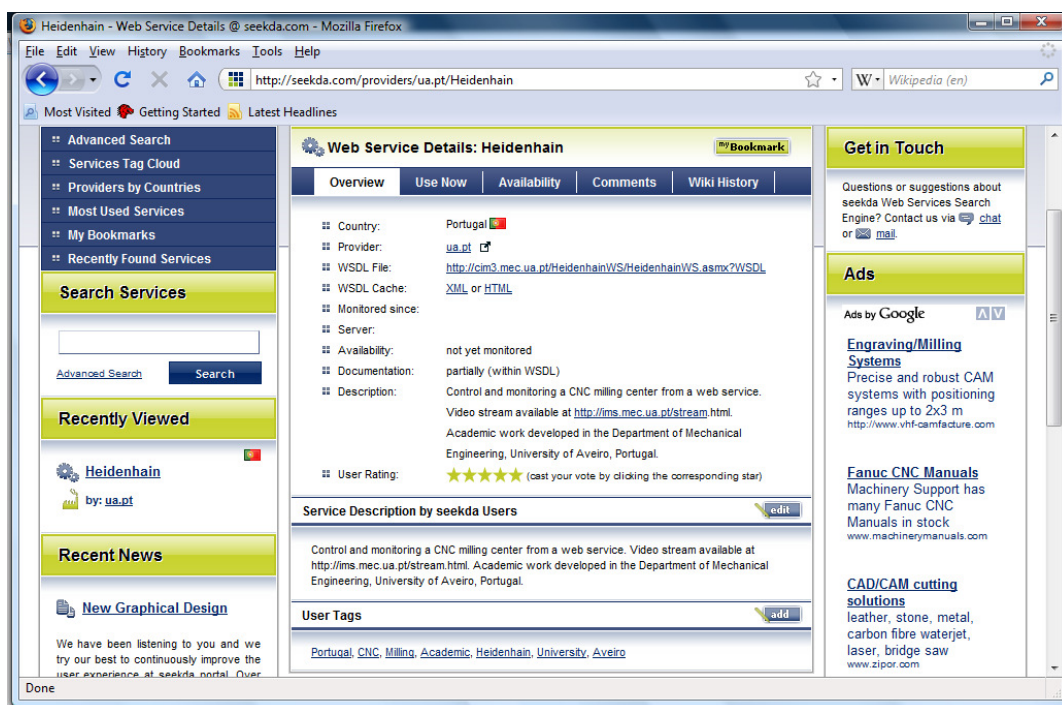 Heidenhain - Web Service Details @ seekda.com - Mozilla Firefox
File Edit View History Bookmarks Tools Help
http://seekda.com/providers/ua.pt/Heidenhain
W Wikipedia (en)
Most Visited Getting Started Latest Headlines
Advanced Search
Services Tag Cloud
Providers by Countries
Most Used Services
My Bookmarks
Recently Found Services
Search Services
Advanced Search Search
Recently Viewed
Heidenhain
by: ua.pt
Recent News
New Graphical Design
We have been listening to you and we
try our best to continuously improve the
user experience at seekda portal. Over
Web Service Details: Heidenhain
my Bookmark
Overview Use Now Availability Comments Wiki History
Country: Portugal
Provider: ua.pt
WSDL File: http://cim3.mec.ua.pt/HeidenhainWS/HeidenhainWS.asmx?WSDL
WSDL Cache: XML or HTML
Monitored since:
Server:
Availability: not yet monitored
Documentation: partially (within WSDL)
Description: Control and monitoring a CNC milling center from a web service.
Video stream available at http://ims.mec.ua.pt/stream.html.
Academic work developed in the Department of Mechanical
Engineering, University of Aveiro, Portugal.
User Rating: (cast your vote by clicking the corresponding star)
Service Description by seekda Users edit
Control and monitoring a CNC milling center from a web service. Video stream available at
http://ims.mec.ua.pt/stream.html. Academic work developed in the Department of Mechanical
Engineering, University of Aveiro, Portugal.
User Tags add
Portugal, CNC, Milling, Academic, Heidenhain, University, Aveiro
Get in Touch
Questions or suggestions about
seekda Web Services Search
Engine? Contact us via chat
or mail.
Ads
Ads by Google
Engraving/Milling
Systems
Precise and robust CAM
systems with positioning
ranges up to 2x3 m
http://www.vhf-camfacture.com
Fanuc CNC Manuals
Machinery Support has
many Fanuc CNC
Manuals in stock
www.machinerymanuals.com
CAD/CAM cutting
solutions
leather, stone, metal,
carbon fibre waterjet,
laser, bridge saw
www.zipor.com
Done